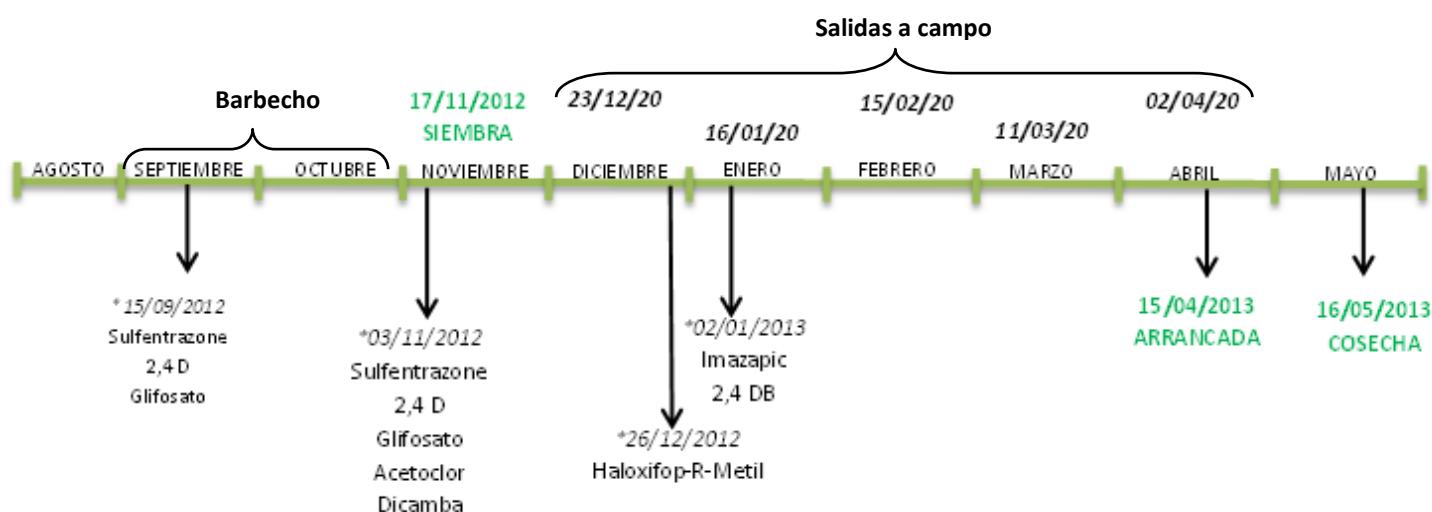 Salidas a campo
Barbecho
17/11/2012
SIEMBRA
23/12/20
16/01/20
15/02/20
11/03/20
02/04/20
AGOSTO
SEPTIEMBRE
OCTUBRE
NOVIEMBRE
DICIEMBRE
ENERO
FEBRERO
MARZO
ABRIL
MAYO
* 15/09/2012
Sulfentrazone
2,4 D
Glifosato
*03/11/2012
Sulfentrazone
2,4 D
Glifosato
Acetoclor
Dicamba
*26/12/2012
Haloxifop-R-Metil
*02/01/2013
Imazapic
2,4 DB
15/04/2013
ARRANCADA
16/05/2013
COSECHA